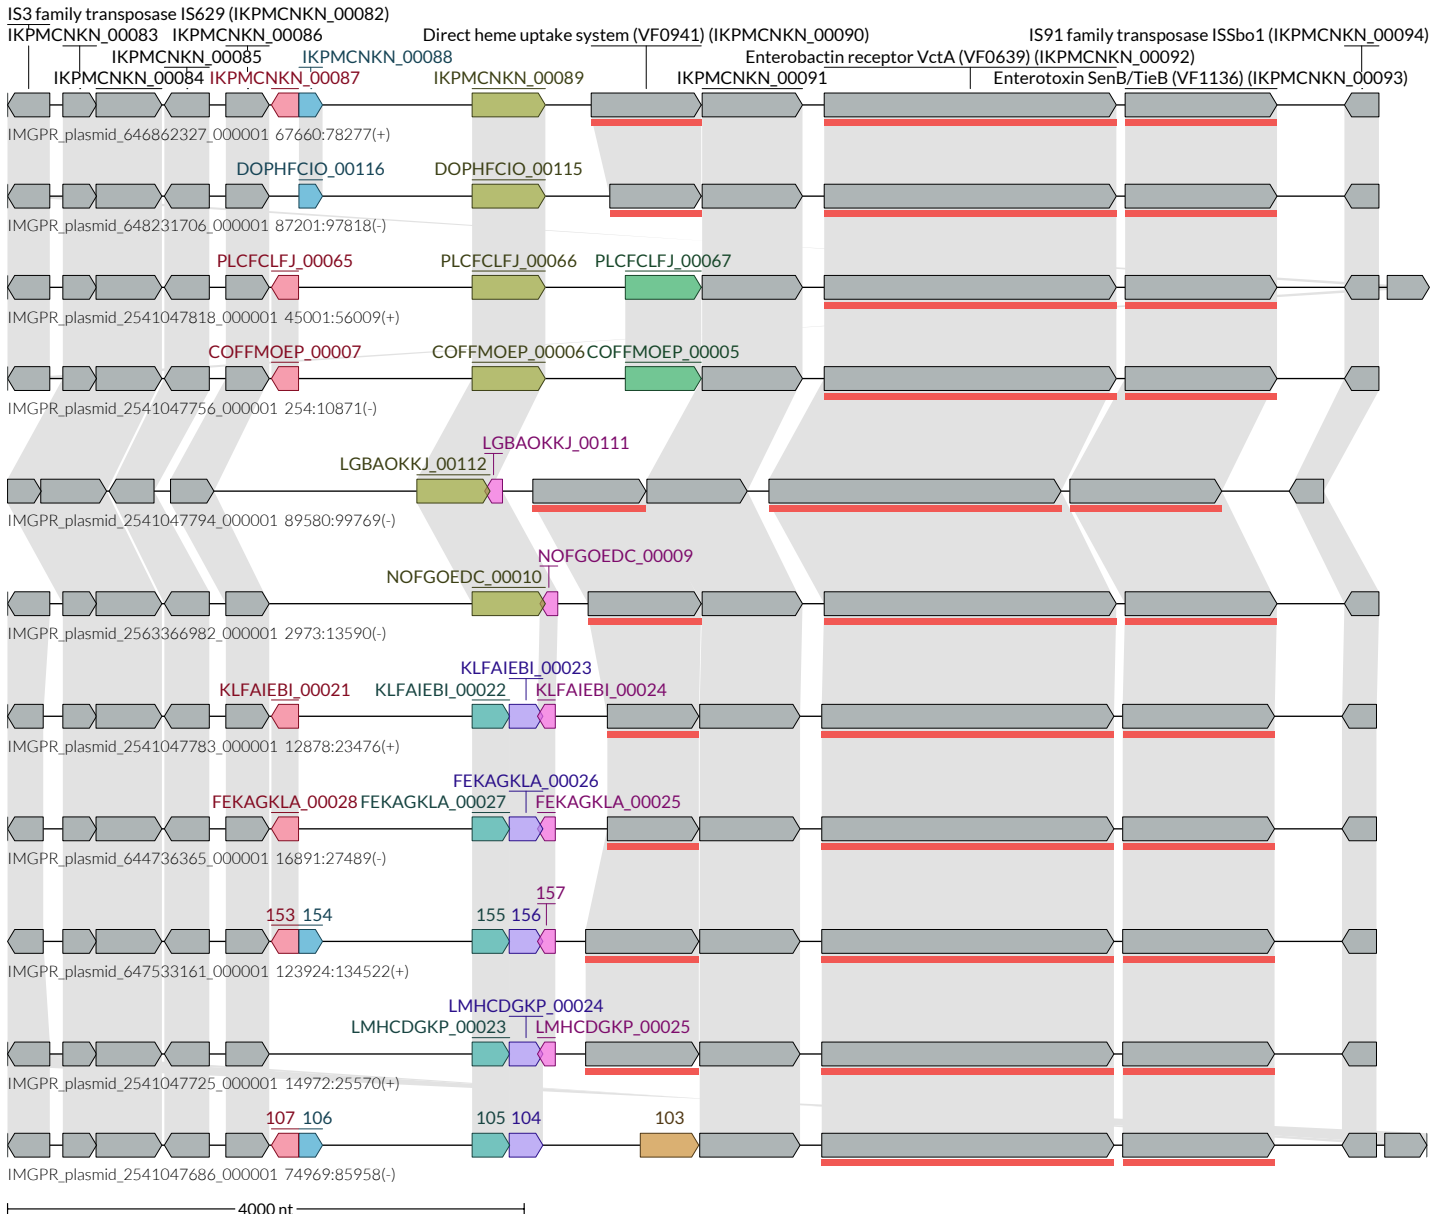 IS3 family transposase IS629 (IKPMCNKN_00082)
IKPMCNKN_00083 IKPMCNKN_00086 Direct heme uptake system (VF0941) (IKPMCNKN_00090) IS91 family transposase ISSbo1 (IKPMCNKN_00094)
IKPMCNKN_00085 IKPMCNKN_00088 Enterobactin receptor VctA (VF0639) (IKPMCNKN_00092)
IKPMCNKN_00084 IKPMCNKN_00087 IKPMCNKN_00089 IKPMCNKN_00091 Enterotoxin SenB/TieB (VF1136) (IKPMCNKN_00093)
IMGPR_plasmid_646862327_000001 67660:78277(+)
DOPHFCIO_00116 DOPHFCIO_00115
IMGPR_plasmid_648231706_000001 87201:97818(-)
PLCFCLFJ_00065 PLCFCLFJ_00066 PLCFCLFJ_00067
IMGPR_plasmid_2541047818_000001 45001:56009(+)
COFFMOEP_00007 COFFMOEP_00006 COFFMOEP_00005
IMGPR_plasmid_2541047756_000001 254:10871(-)
LGBAOKKJ_00111
LGBAOKKJ_00112
IMGPR_plasmid_2541047794_000001 89580:99769(-)
NOFGOEDC_00009
NOFGOEDC_00010
IMGPR_plasmid_2563366982_000001 2973:13590(-)
KLFAIEBI_00023
KLFAIEBI_00021 KLFAIEBI_00022 KLFAIEBI_00024
IMGPR_plasmid_2541047783_000001 12878:23476(+)
FEKAGKLA_00026
FEKAGKLA_00028 FEKAGKLA_00027 FEKAGKLA_00025
IMGPR_plasmid_644736365_000001 16891:27489(-)
157
153 154 155 156
IMGPR_plasmid_647533161_000001 123924:134522(+)
LMHCDGKP_00024
LMHCDGKP_00023 LMHCDGKP_00025
IMGPR_plasmid_2541047725_000001 14972:25570(+)
107 106 105 104 103
IMGPR_plasmid_2541047686_000001 74969:85958(-)
4000 nt